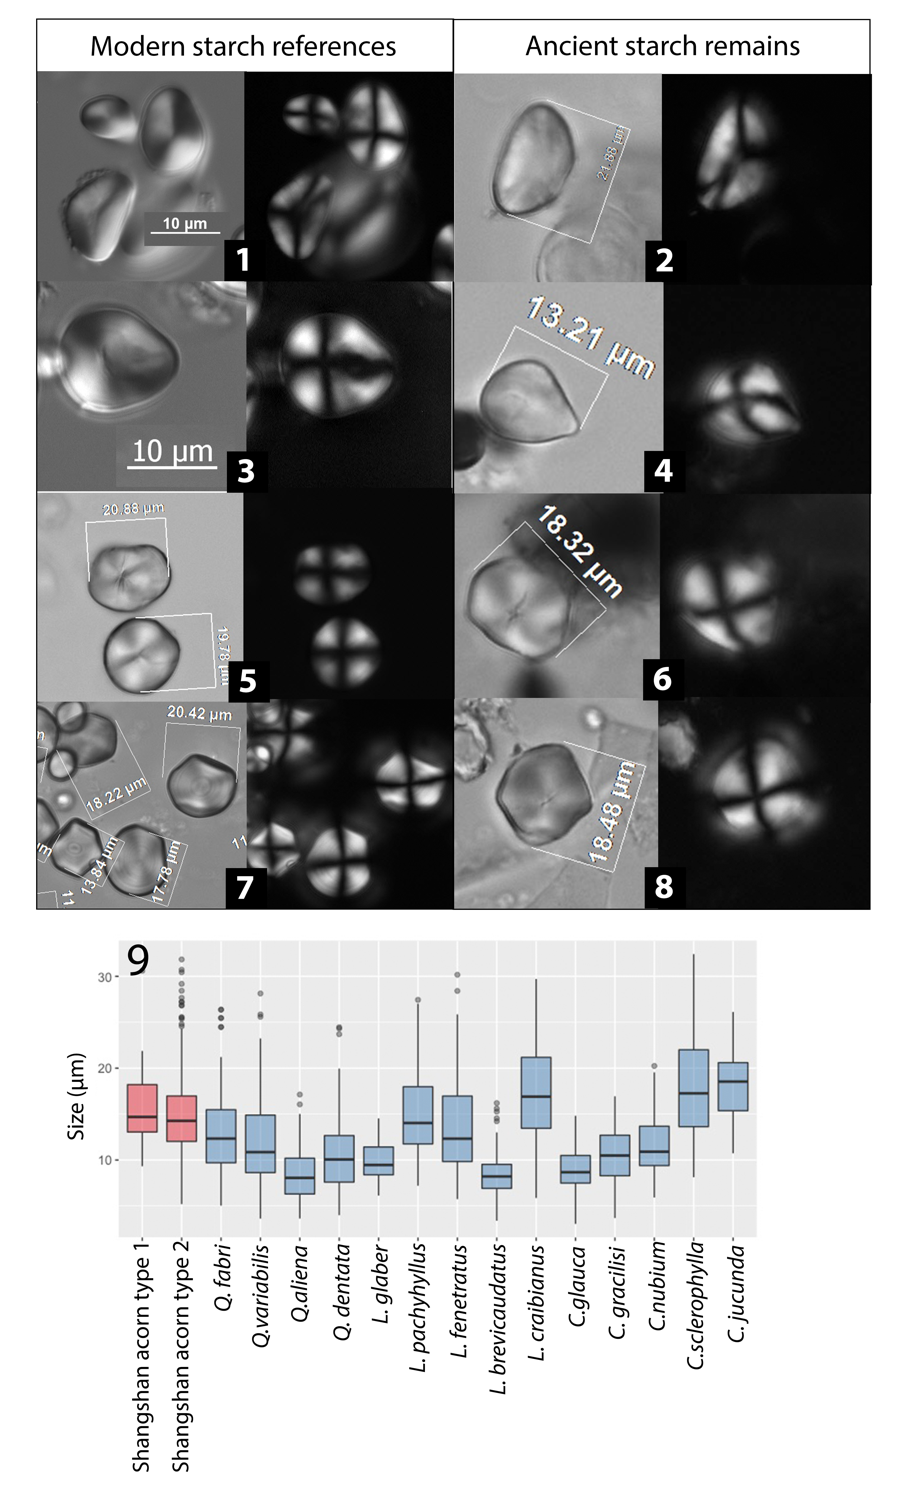 Modern starch references
Ancient starch remains
10 µm
1
21.88 µm
2
10 µm
3
13.21 µm
4
20.88 µm
19.78 µm
5
18.32 µm
6
20.42 µm
18.22 µm
13.84 µm
17.78 µm
11
11
7
18.48 µm
8
9
Size (µm)
30
20
10
Shangshan acorn type 1
Shangshan acorn type 2
Q. fabri
Q.variabilis
Q.aliena
Q. dentata
L. glaber
L. pachyhyllus
L. fenetratus
L. brevicaudatus
L. craibianus
C.glauca
C. gracilisi
C.nubium
C.sclerophylla
C. jucunda